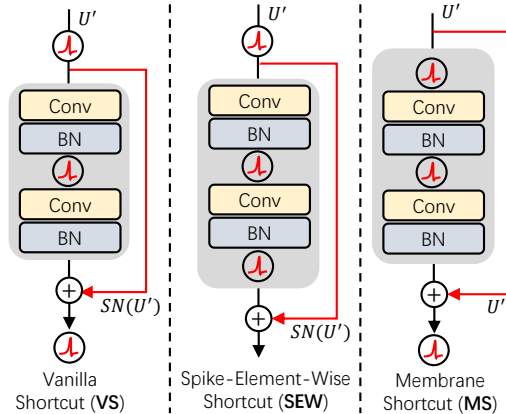 U′
Conv
BN
Conv
BN
SN(U′)
Vanilla
Shortcut (VS)
U′
Conv
BN
Conv
BN
SN(U′)
Spike-Element-Wise
Shortcut (SEW)
U′
Conv
BN
Conv
BN
U′
Membrane
Shortcut (MS)